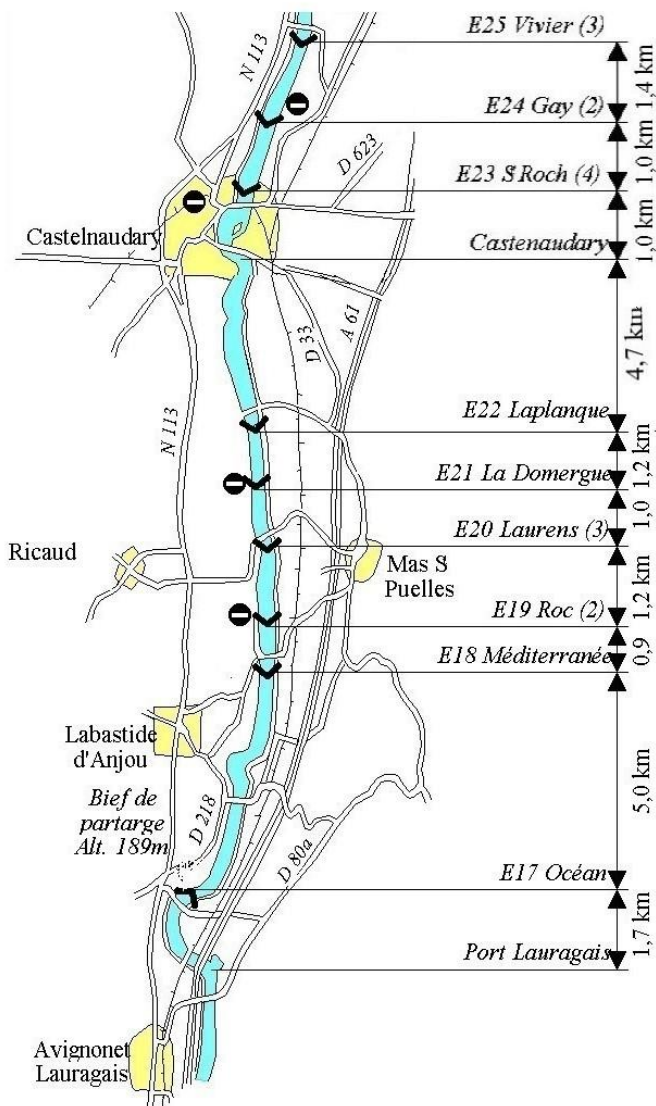 E25 Vivier (3)
N 113
1,4 km
E24 Gay (2)
1,0 km
D 623
E23 S Roch (4)
1,0 km
Castelnaudary
Castenaudary
4,7 km
D 33
A 61
N 113
E22 Laplanque
1,2 km
E21 La Domergue
1,0
E20 Laurens (3)
Ricaud
Mas S
Puelles
1,2 km
E19 Roc (2)
0,9
E18 Méditerranée
Labastide
d'Anjou
5,0 km
Bief de
partarge
Alt. 189m
D 218
D 80a
E17 Océan
1,7 km
Port Lauragais
Avignonet
Lauragais